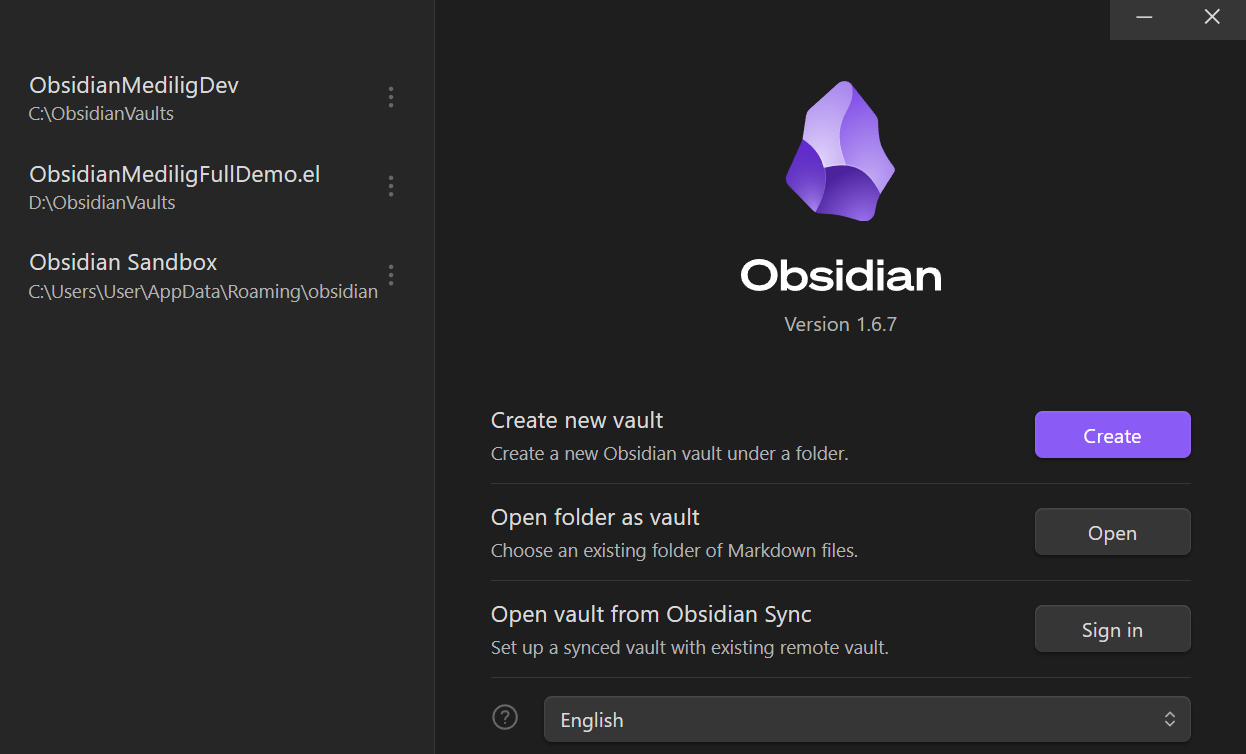 ObsidianMediligDev
C:\ObsidianVaults
ObsidianMediligFullDemo.el
D:\ObsidianVaults
Obsidian Sandbox
C:\Users\User\AppData\Roaming\obsidian
Obsidian
Version 1.6.7
Create new vault
Create a new Obsidian vault under a folder.
Create
Open folder as vault
Choose an existing folder of Markdown files.
Open
Open vault from Obsidian Sync
Set up a synced vault with existing remote vault.
Sign in
?
English